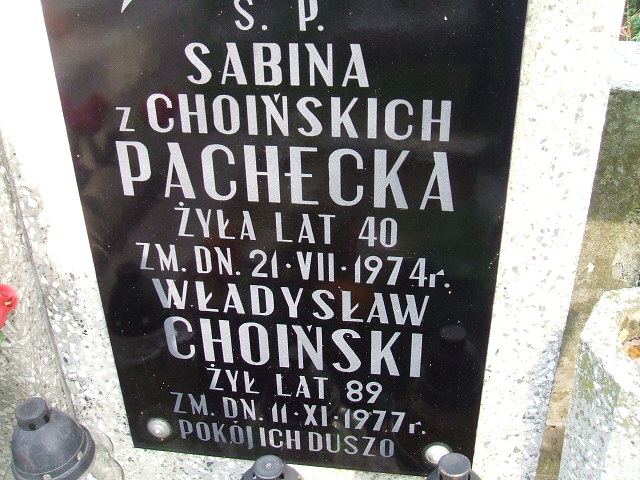 Ś. P.
SABINA
z CHOIŃSKICH
PACHECKA
ŻYŁA LAT 40
ZM. DN. 21·VII·1974r.
WŁADYSŁAW
CHOIŃSKI
ŻYŁ LAT 89
ZM. DN. 11·XI·1977r.
POKÓJ ICH DUSZO